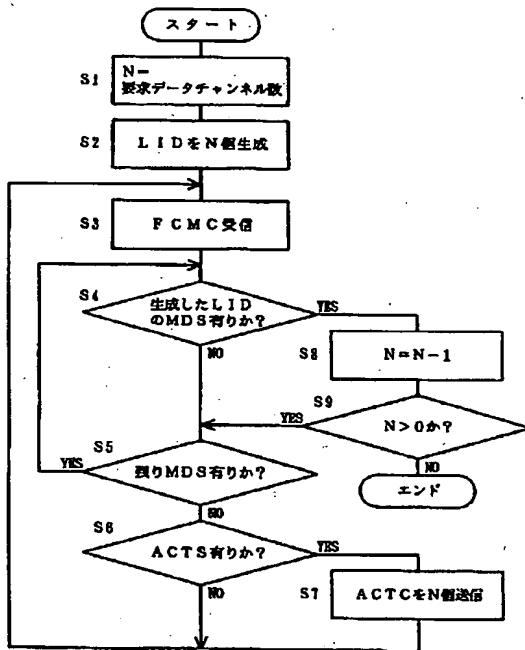 スタート
S1
N=
要求データチャンネル数
S2
LIDをN個生成
S3
FCMC受信
S4
生成したLID
のMDS有りか?
YES
NO
S8
N=N-1
S9
YES
N>0か?
NO
エンド
S5
YES
残りMDS有りか?
NO
S6
ACTS有りか?
YES
NO
S7
ACTCをN個送信